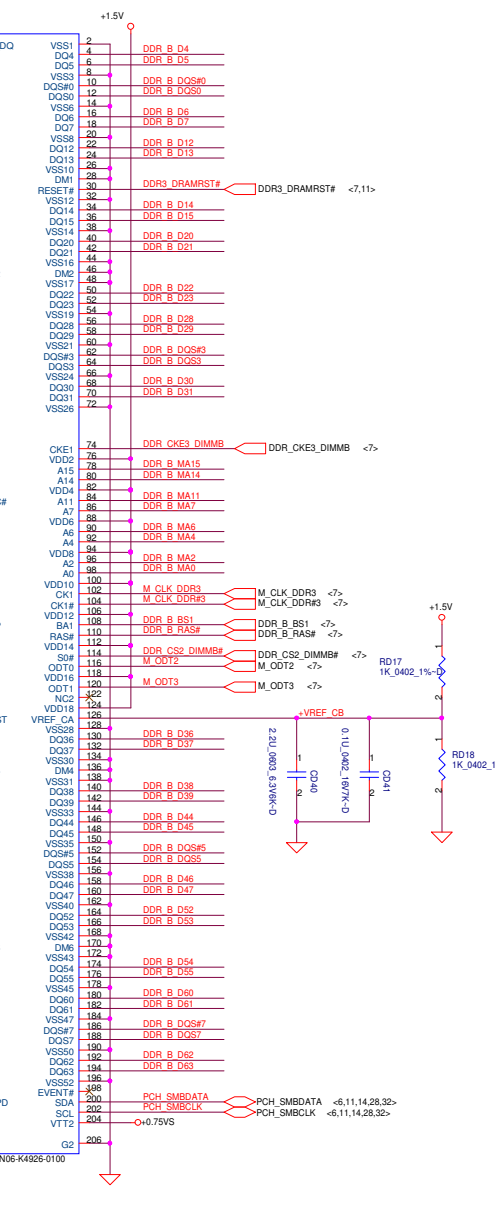 +1.5V
DQ VSS1 2
DQ4 4 DDR_B_D4
DQ5 6 DDR_B_D5
VSS3 8
DQS#0 10 DDR_B_DQS#0
DQS0 12 DDR_B_DQS0
VSS6 14
DQ6 16 DDR_B_D6
DQ7 18 DDR_B_D7
VSS8 20
DQ12 22 DDR_B_D12
DQ13 24 DDR_B_D13
VSS10 26
DM1 28
RESET# 30 DDR3_DRAMRST# DDR3_DRAMRST# <7,11>
VSS12 32
DQ14 34 DDR_B_D14
DQ15 36 DDR_B_D15
VSS14 38
DQ20 40 DDR_B_D20
DQ21 42 DDR_B_D21
VSS16 44
DM2 46
VSS17 48
DQ22 50 DDR_B_D22
DQ23 52 DDR_B_D23
VSS19 54
DQ28 56 DDR_B_D28
DQ29 58 DDR_B_D29
VSS21 60
DQS#3 62 DDR_B_DQS#3
DQS3 64 DDR_B_DQS3
VSS24 66
DQ30 68 DDR_B_D30
DQ31 70 DDR_B_D31
VSS26 72
CKE1 74 DDR_CKE3_DIMMB DDR_CKE3_DIMMB <7>
VDD2 76
A15 78 DDR_B_MA15
A14 80 DDR_B_MA14
VDD4 82
S# A11 84 DDR_B_MA11
A7 86 DDR_B_MA7
VDD6 88
A6 90 DDR_B_MA6
A4 92 DDR_B_MA4
VDD8 94
A2 96 DDR_B_MA2
A0 98 DDR_B_MA0
VDD10 100
CK1 102 M_CLK_DDR3 M_CLK_DDR3 <7>
CK1# 104 M_CLK_DDR#3 M_CLK_DDR#3 <7>
VDD12 106
BA1 108 DDR_B_BS1 DDR_B_BS1 <7>
RAS# 110 DDR_B_RAS# DDR_B_RAS# <7>
VDD14 112
S0# 114 DDR_CS2_DIMMB# DDR_CS2_DIMMB# <7>
ODT0 116 M_ODT2 M_ODT2 <7>
VDD16 118
ODT1 120 M_ODT3 M_ODT3 <7>
NC2 122
VDD18 124
ST VREF_CA 126 +VREF_CB
VSS28 128
DQ36 130 DDR_B_D36
DQ37 132 DDR_B_D37
VSS30 134
DM4 136
VSS31 138
DQ38 140 DDR_B_D38
DQ39 142 DDR_B_D39
VSS33 144
DQ44 146 DDR_B_D44
DQ45 148 DDR_B_D45
VSS35 150
DQS#5 152 DDR_B_DQS#5
DQS5 154 DDR_B_DQS5
VSS38 156
DQ46 158 DDR_B_D46
DQ47 160 DDR_B_D47
VSS40 162
DQ52 164 DDR_B_D52
DQ53 166 DDR_B_D53
VSS42 168
DM6 170
VSS43 172
DQ54 174 DDR_B_D54
DQ55 176 DDR_B_D55
VSS45 178
DQ60 180 DDR_B_D60
DQ61 182 DDR_B_D61
VSS47 184
DQS#7 186 DDR_B_DQS#7
DQS7 188 DDR_B_DQS7
VSS50 190
DQ62 192 DDR_B_D62
DQ63 194 DDR_B_D63
VSS52 196
EVENT# 198
PD SDA 200 PCH_SMBDATA PCH_SMBDATA <6,11,14,28,32>
SCL 202 PCH_SMBCLK PCH_SMBCLK <6,11,14,28,32>
VTT2 204 +0.75VS
G2 206
N06-K4926-0100
+1.5V
1
RD17
1K_0402_1%~D
2
1
RD18
1K_0402_1
2
2.2U_0603_6.3V6K~D
1
CD40
2
0.1U_0402_16V7K~D
1
CD41
2